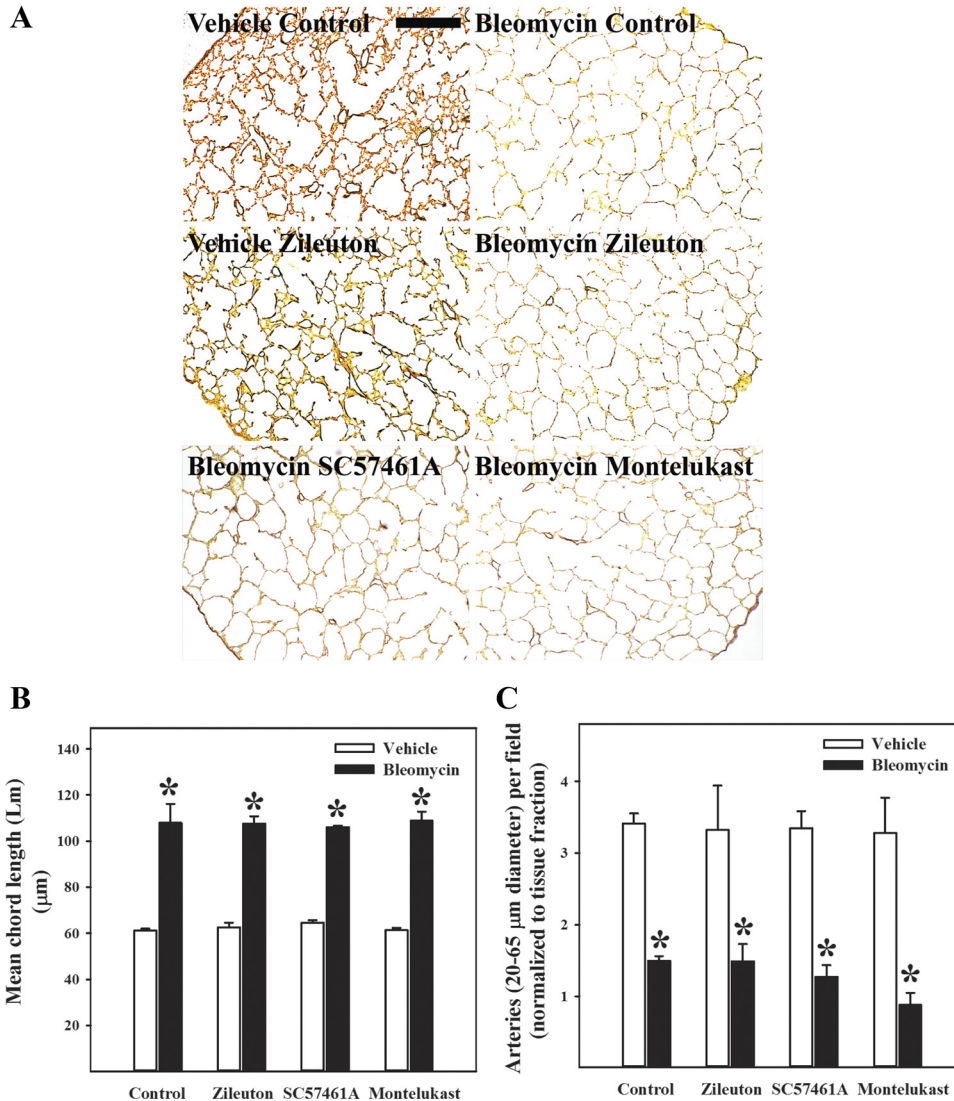 A
Vehicle Control
Bleomycin Control
Vehicle Zileuton
Bleomycin Zileuton
Bleomycin SC57461A
Bleomycin Montelukast
B
Mean chord length (Lm)
(μm)
140
120
100
80
60
40
20
Vehicle
Bleomycin
*
*
*
*
Control
Zileuton
SC57461A
Montelukast
C
Arteries (20-65 μm diameter) per field
(normalized to tissue fraction)
4
3
2
1
Vehicle
Bleomycin
*
*
*
*
Control
Zileuton
SC57461A
Montelukast